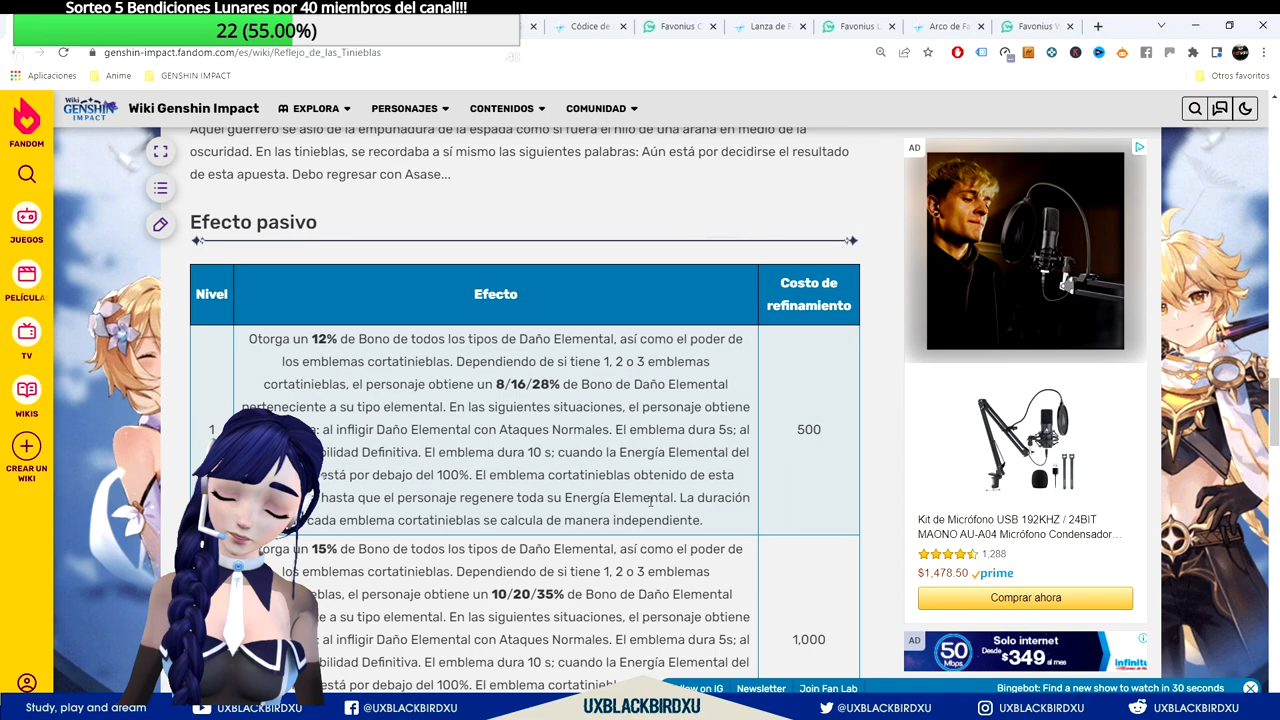 Sorteo 5 Bendiciones Lunares por 40 miembros del canal!!!
22 (55.00%)
Códice de
Favonius C
Lanza de F
Favonius L
Arco de Fa
Favonius
genshin-impact.fandom.com/es/wiki/Reflejo_de_las_Tinieblas
Aplicaciones
Anime
GENSHIN IMPACT
Otros favoritos
FANDOM
Wiki GENSHIN IMPACT
Wiki Genshin Impact
EXPLORA
PERSONAJES
CONTENIDOS
COMUNIDAD
JUEGOS
PELÍCULA
TV
WIKIS
CREAR UN
WIKI
Aquel guerrero se asió de la empuñadura de la espada como si fuera el hilo de una araña en medio de la
oscuridad. En las tinieblas, se recordaba a sí mismo las siguientes palabras: Aún está por decidirse el resultado
de esta apuesta. Debo regresar con Asase...
Efecto pasivo
Nivel
Efecto
Costo de
refinamiento
Otorga un 12% de Bono de todos los tipos de Daño Elemental, así como el poder de
los emblemas cortatinieblas. Dependiendo de si tiene 1, 2 o 3 emblemas
cortatinieblas, el personaje obtiene un 8/16/28% de Bono de Daño Elemental
perteneciente a su tipo elemental. En las siguientes situaciones, el personaje obtiene
1
: al infligir Daño Elemental con Ataques Normales. El emblema dura 5s; al
Definitiva. El emblema dura 10 s; cuando la Energía Elemental del
está por debajo del 100%. El emblema cortatinieblas obtenido de esta
hasta que el personaje regenere toda su Energía Elemental. La duración
cada emblema cortatinieblas se calcula de manera independiente.
500
un 15% de Bono de todos los tipos de Daño Elemental, así como el poder de
los emblemas cortatinieblas. Dependiendo de si tiene 1, 2 o 3 emblemas
el personaje obtiene un 10/20/35% de Bono de Daño Elemental
a su tipo elemental. En las siguientes situaciones, el personaje obtiene
: al infligir Daño Elemental con Ataques Normales. El emblema dura 5s; al
Definitiva. El emblema dura 10 s; cuando la Energía Elemental del
está por debajo del 100%. El
1,000
AD
Kit de Micrófono USB 192KHZ / 24BIT
MAONO AU-A04 Micrófono Condensador...
1,288
$1,478.50 prime
Comprar ahora
AD
50
Mbps
Solo internet
Desde
$349 al mes
Follow on IG
Newsletter
Join Fan Lab
Bingebot: Find a new show to watch in 30 seconds
Study, play and dream
UXBLACKBIRDXU
@UXBLACKBIRDXU
UXBLACKBIRDXU
@UXBLACKBIRDXU
UXBLACKBIRDXU
@UXBLACKBIRDXU